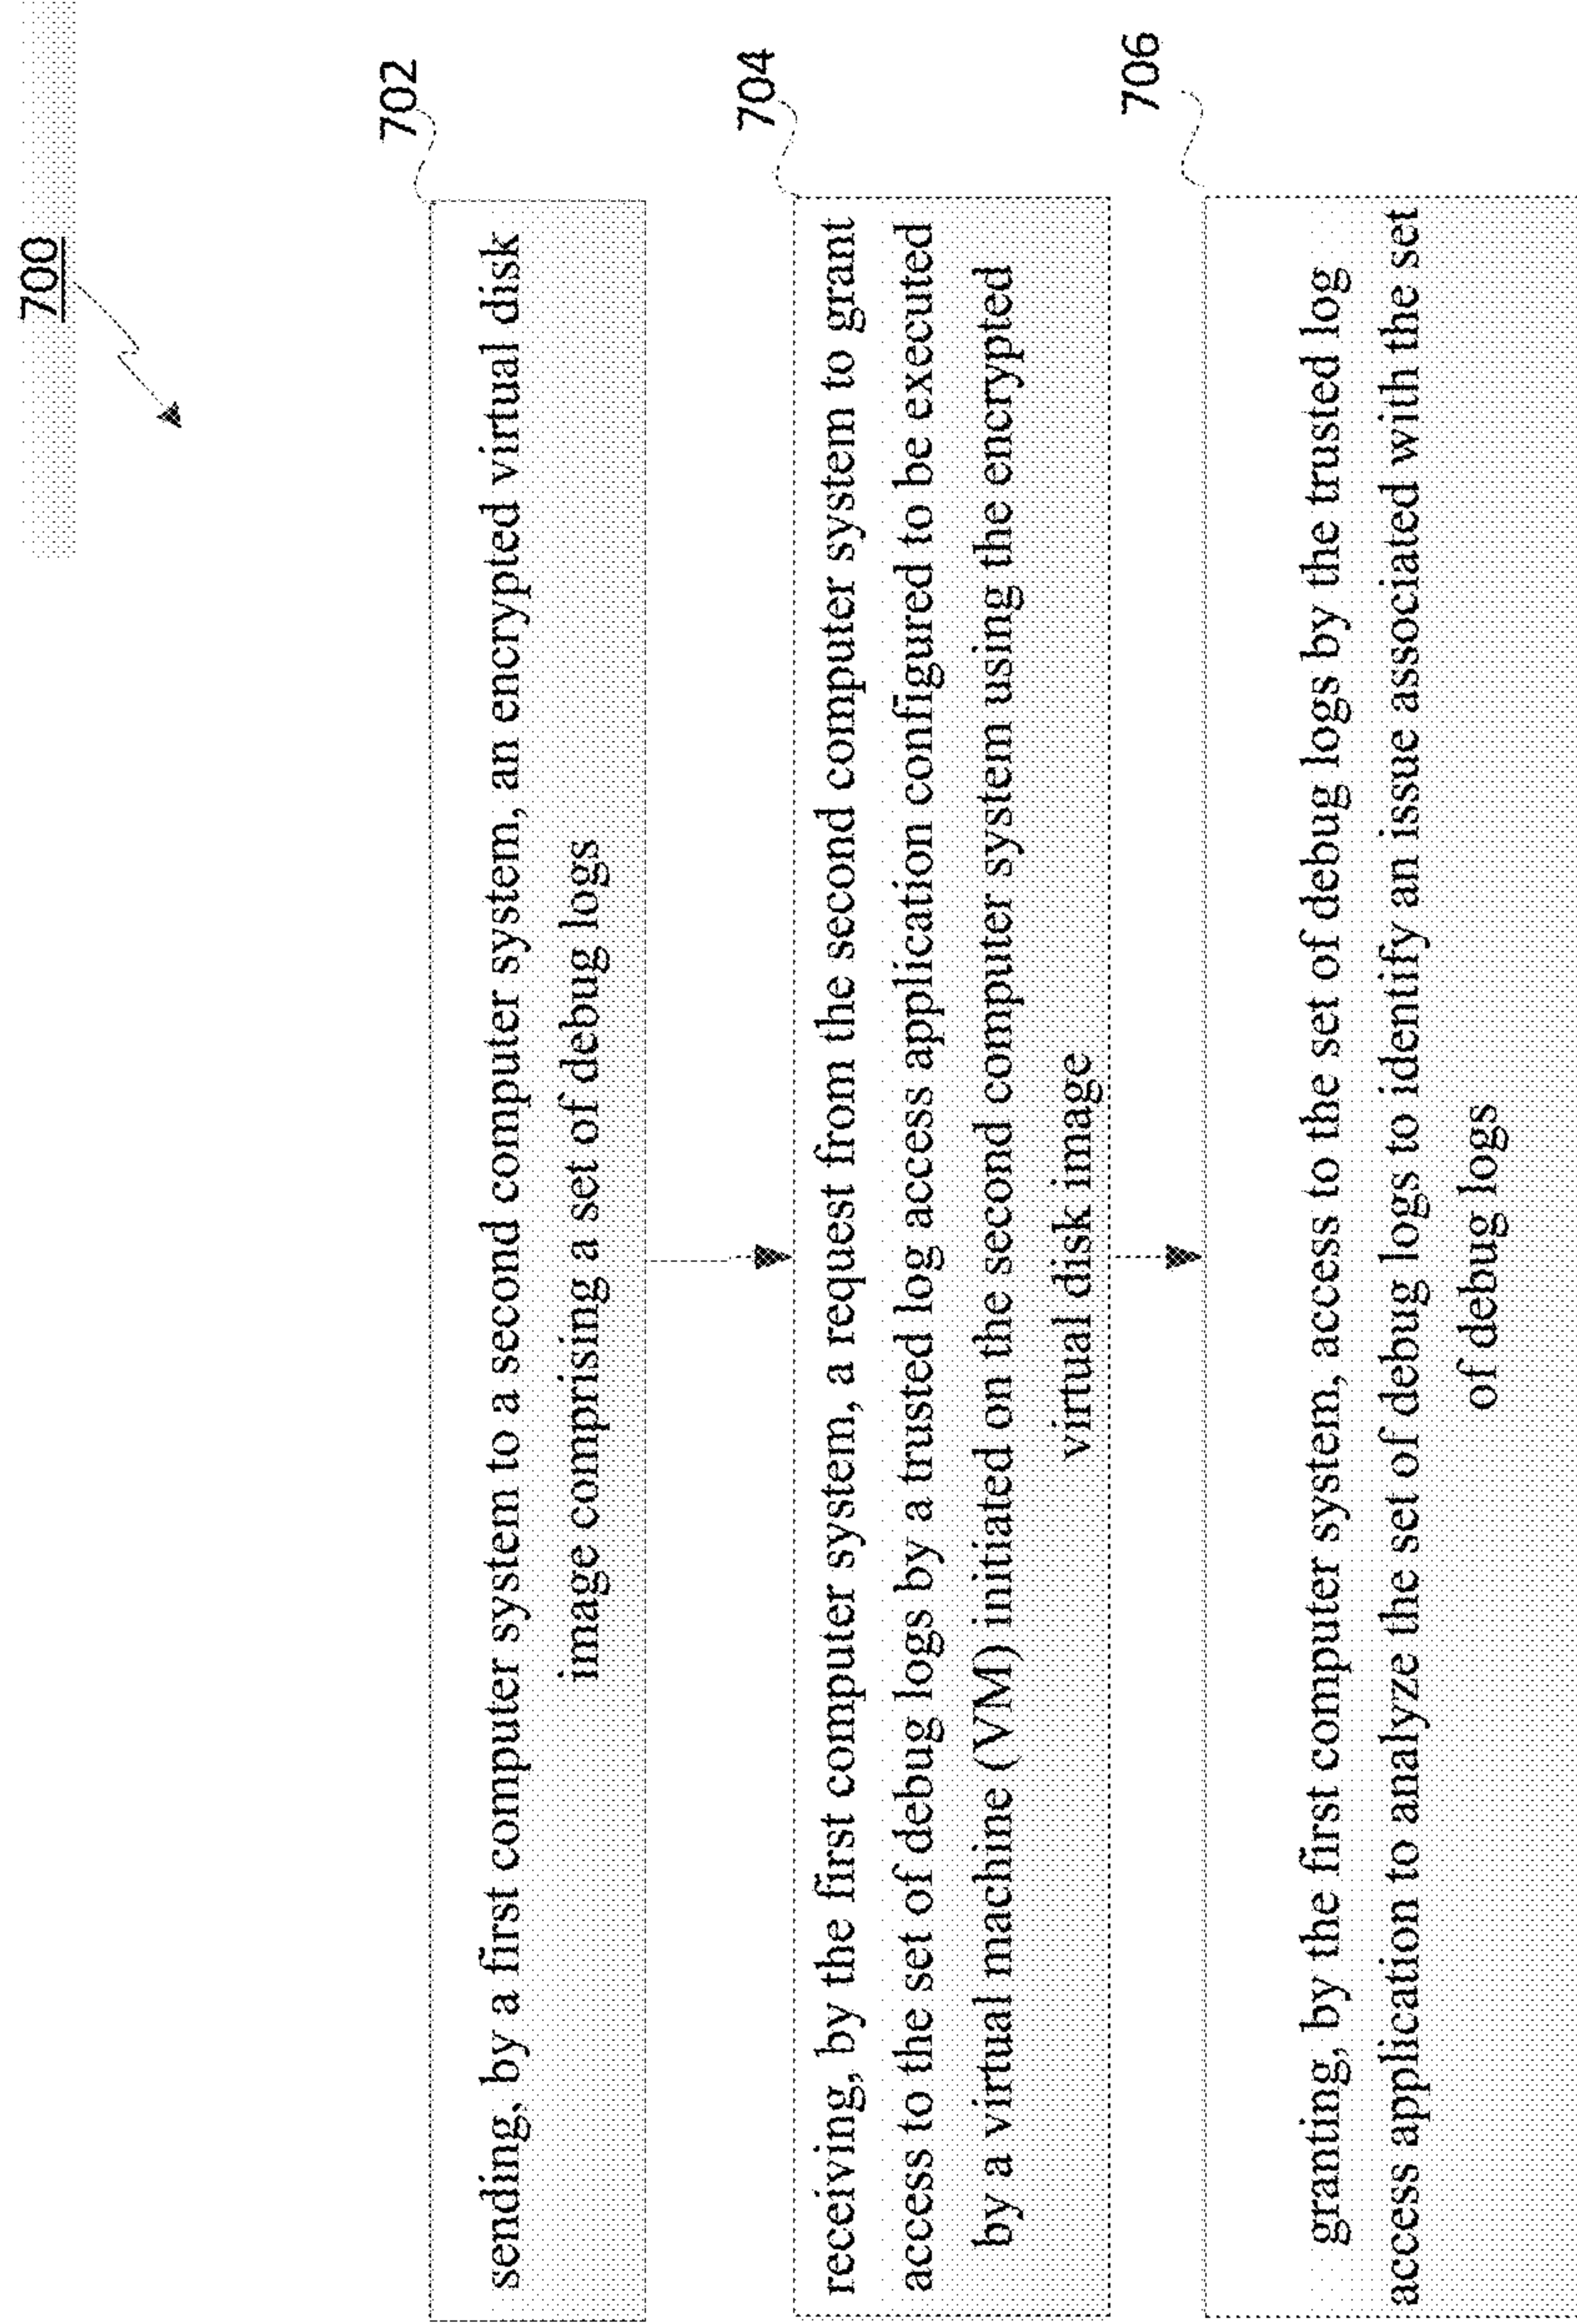 700
702
sending, by a first computer system to a second computer system, an encrypted virtual disk
image comprising a set of debug logs
704
receiving, by the first computer system, a request from the second computer system to grant
access to the set of debug logs by a trusted log access application configured to be executed
by a virtual machine (VM) initiated on the second computer system using the encrypted
virtual disk image
706
granting, by the first computer system, access to the set of debug logs by the trusted log
access application to analyze the set of debug logs to identify an issue associated with the set
of debug logs